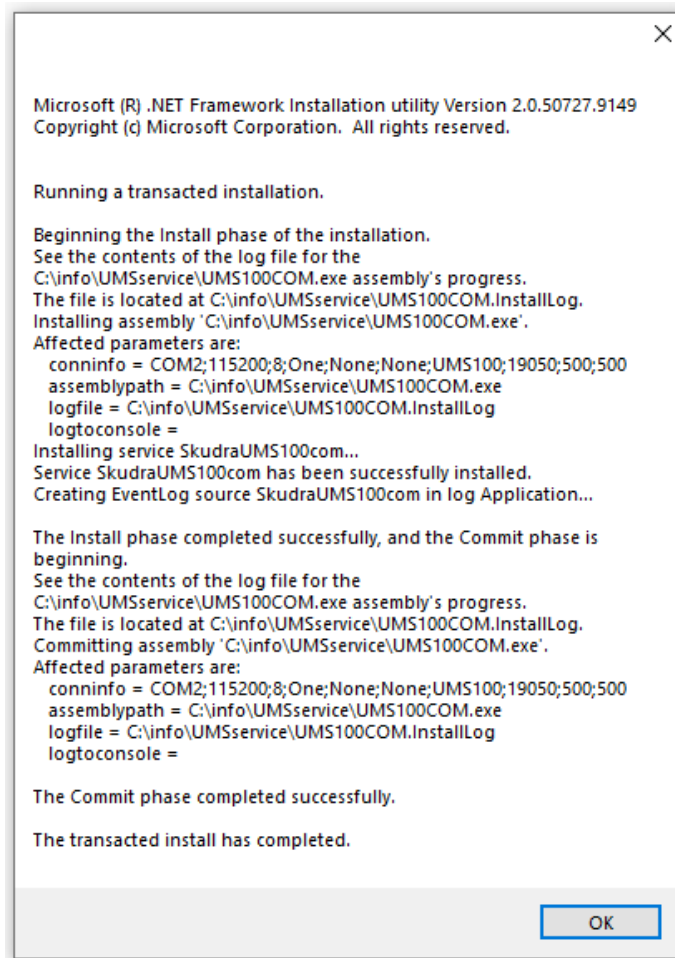 Microsoft (R) .NET Framework Installation utility Version 2.0.50727.9149
Copyright (c) Microsoft Corporation.  All rights reserved.
Running a transacted installation.
Beginning the Install phase of the installation.
See the contents of the log file for the
C:\info\UMSservice\UMS100COM.exe assembly's progress.
The file is located at C:\info\UMSservice\UMS100COM.InstallLog.
Installing assembly 'C:\info\UMSservice\UMS100COM.exe'.
Affected parameters are:
conninfo = COM2;115200;8;One;None;None;UMS100;19050;500;500
assemblypath = C:\info\UMSservice\UMS100COM.exe
logfile = C:\info\UMSservice\UMS100COM.InstallLog
logtoconsole =
Installing service SkudraUMS100com...
Service SkudraUMS100com has been successfully installed.
Creating EventLog source SkudraUMS100com in log Application...
The Install phase completed successfully, and the Commit phase is
beginning.
See the contents of the log file for the
C:\info\UMSservice\UMS100COM.exe assembly's progress.
The file is located at C:\info\UMSservice\UMS100COM.InstallLog.
Committing assembly 'C:\info\UMSservice\UMS100COM.exe'.
Affected parameters are:
conninfo = COM2;115200;8;One;None;None;UMS100;19050;500;500
assemblypath = C:\info\UMSservice\UMS100COM.exe
logfile = C:\info\UMSservice\UMS100COM.InstallLog
logtoconsole =
The Commit phase completed successfully.
The transacted install has completed.
OK